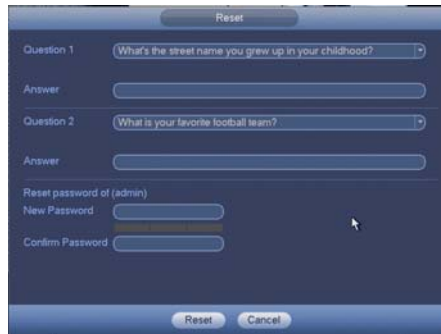 Reset
Question 1 What's the street name you grew up in your childhood?
Answer
Question 2 What is your favorite football team?
Answer
Reset password of (admin)
New Password
Confirm Password
Reset Cancel